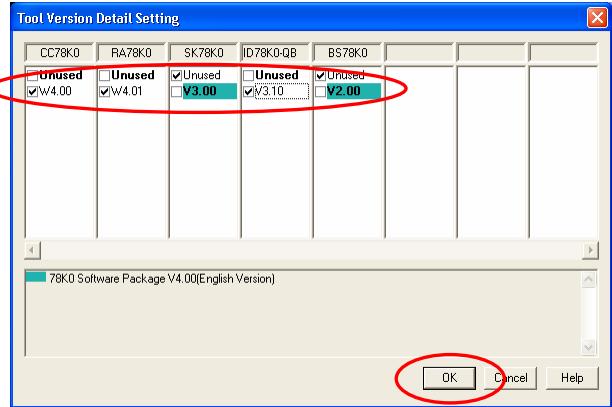 Tool Version Detail Setting
CC78K0 RA78K0 SK78K0 ID78K0-QB BS78K0
Unused Unused Unused Unused Unused
W4.00 W4.01 V3.00 V3.10 V2.00
78K0 Software Package V4.00(English Version)
OK Cancel Help